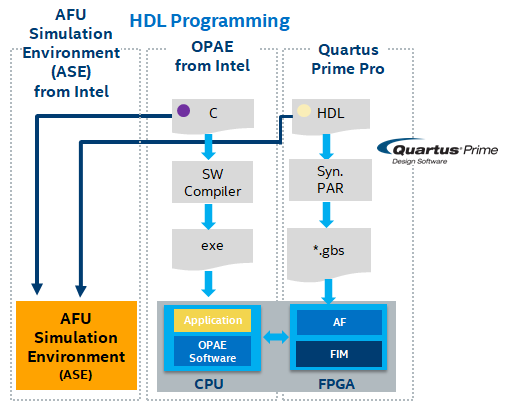 HDL Programming
AFU
Simulation
Environment
(ASE)
from Intel
OPAE
from Intel
Quartus
Prime Pro
C
HDL
Quartus Prime
Design Software
SW
Compiler
Syn.
PAR
exe
*.gbs
AFU
Simulation
Environment
(ASE)
Application
OPAE
Software
CPU
AF
FIM
FPGA